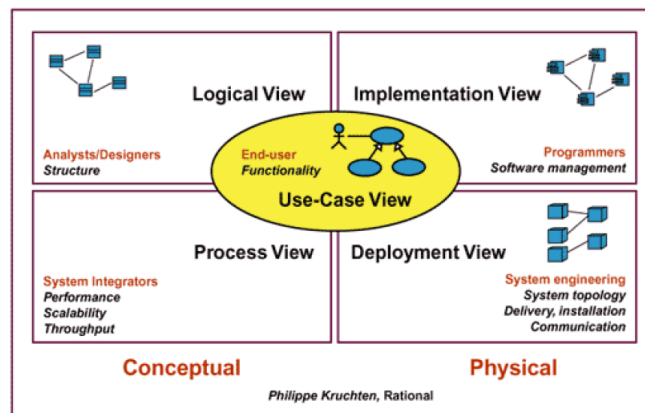 Logical View
Analysts/Designers
Structure
Implementation View
Programmers
Software management
End-user
Functionality
Use-Case View
Process View
System Integrators
Performance
Scalability
Throughput
Deployment View
System engineering
System topology
Delivery, installation
Communication
Conceptual
Physical
Philippe Kruchten, Rational